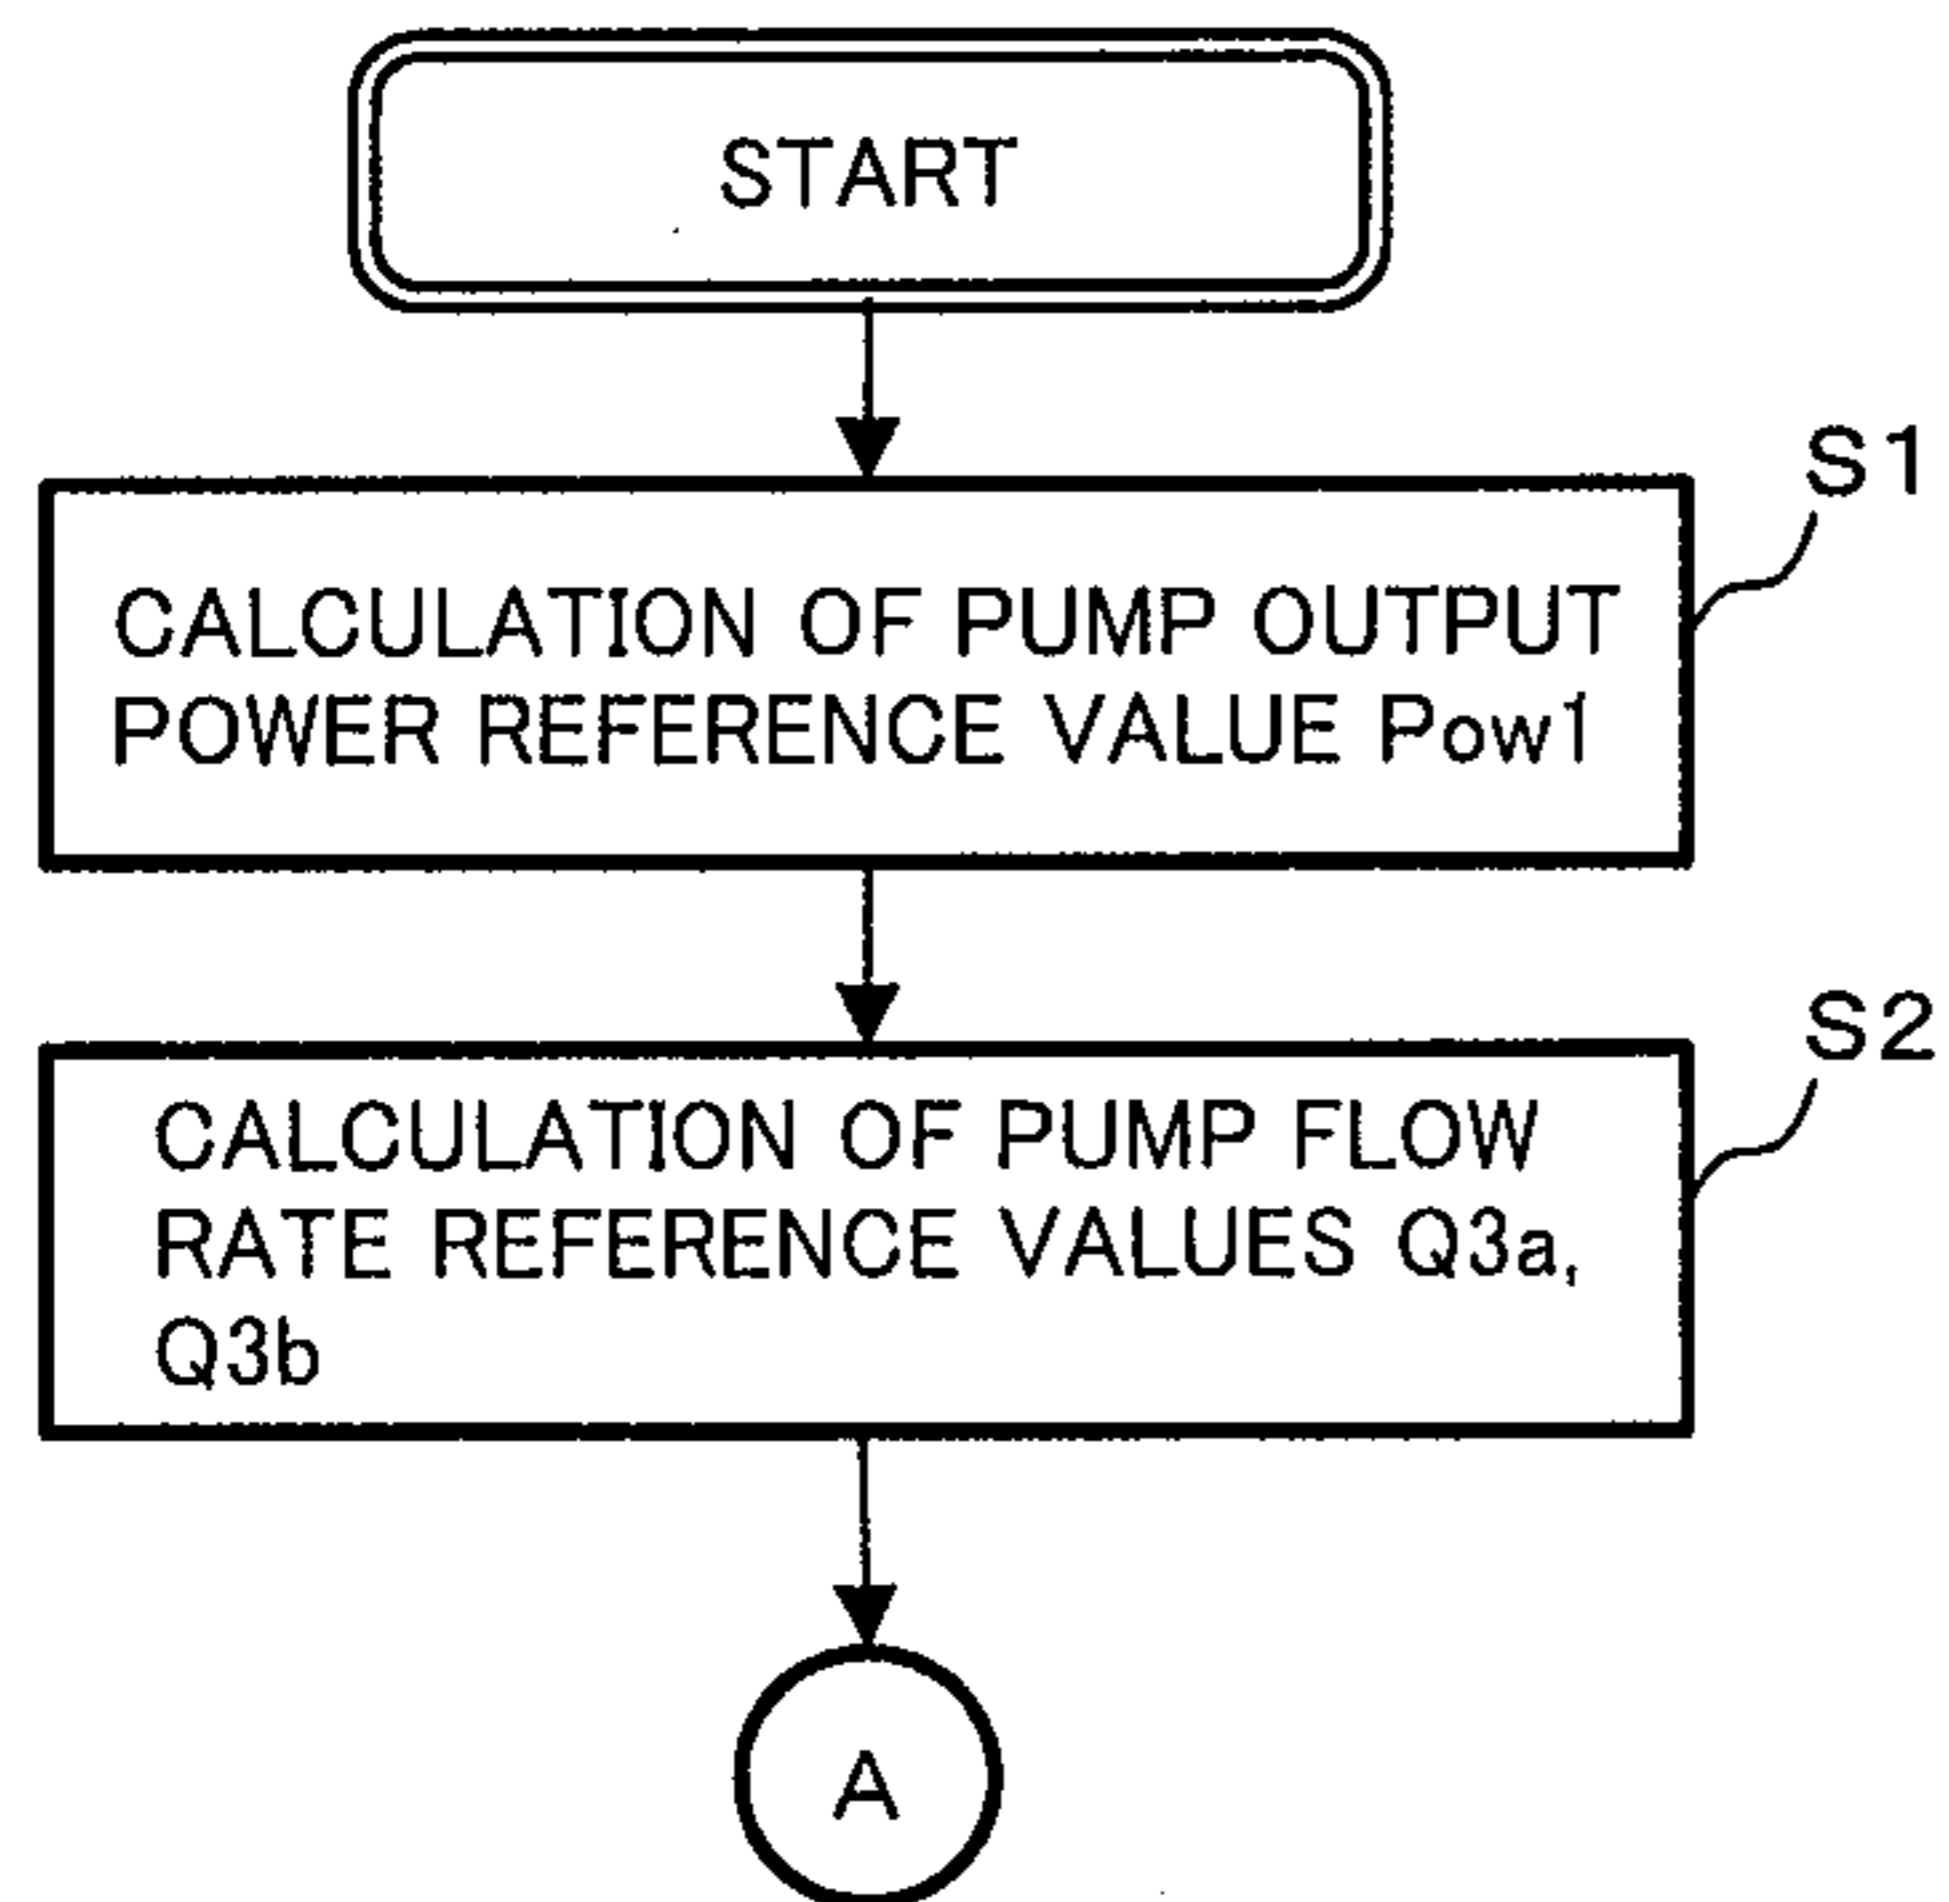 START
S1
CALCULATION OF PUMP OUTPUT
POWER REFERENCE VALUE Pow1
S2
CALCULATION OF PUMP FLOW
RATE REFERENCE VALUES Q3a,
Q3b
A